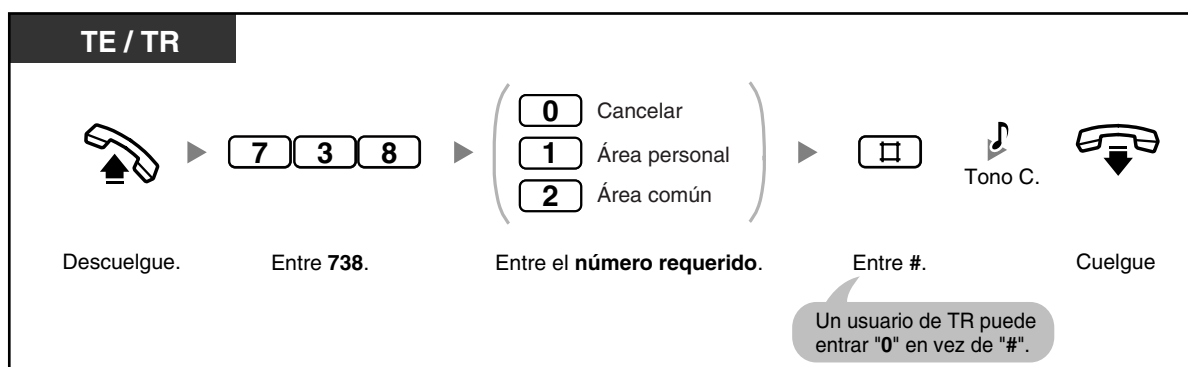 TE / TR
0 Cancelar
7 3 8
1 Área personal
2 Área común
Tono C.
Descuelgue.
Entre 738.
Entre el número requerido.
Entre #.
Cuelgue
Un usuario de TR puede
entrar "0" en vez de "#".